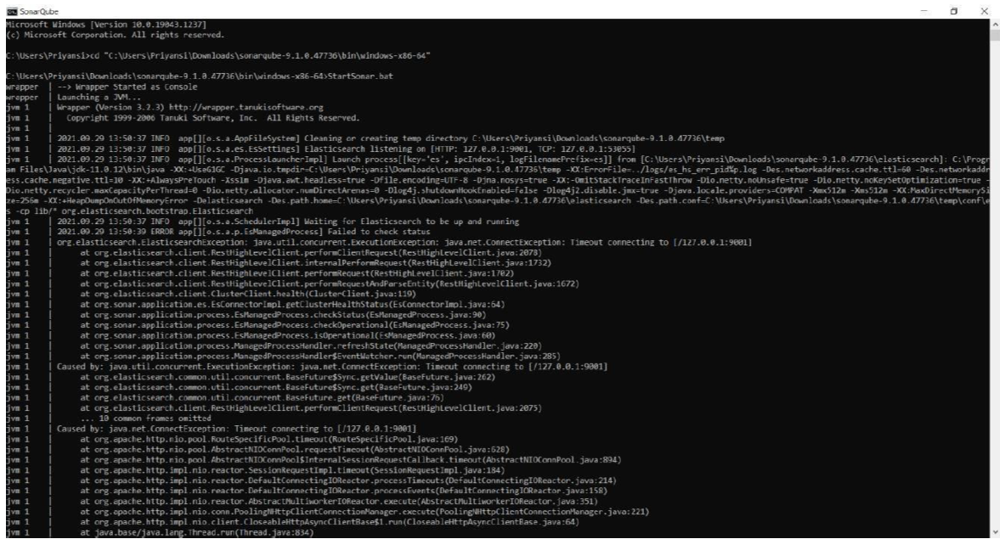 SonarQube
Microsoft Windows [Version 10.0.19043.1237]
(c) Microsoft Corporation. All rights reserved.
C:\Users\Priyansi>cd "C:\Users\Priyansi\Downloads\sonarqube-9.1.0.47736\bin\windows-x86-64"
C:\Users\Priyansi\Downloads\sonarqube-9.1.0.47736\bin\windows-x86-64>StartSonar.bat
wrapper  | --> Wrapper Started as Console
wrapper  | Launching a JVM...
jvm 1    | Wrapper (Version 3.2.3) http://wrapper.tanukisoftware.org
jvm 1    |   Copyright 1999-2006 Tanuki Software, Inc.  All Rights Reserved.
jvm 1    |
jvm 1    | 2021.09.29 13:50:37 INFO  app[][o.s.a.AppFileSystem] Cleaning or creating temp directory C:\Users\Priyansi\Downloads\sonarqube-9.1.0.47736\temp
jvm 1    | 2021.09.29 13:50:37 INFO  app[][o.s.a.es.EsSettings] Elasticsearch listening on [HTTP: 127.0.0.1:9001, TCP: 127.0.0.1:53055]
jvm 1    | 2021.09.29 13:50:37 INFO  app[][o.s.a.ProcessLauncherImpl] Launch process[[key='es', ipcIndex=1, logFilenamePrefix=es]] from [C:\Users\Priyansi\Downloads\sonarqube-9.1.0.47736\elasticsearch]: C:\Progr
am Files\Java\jdk-11.0.12\bin\java -XX:+UseG1GC -Djava.io.tmpdir=C:\Users\Priyansi\Downloads\sonarqube-9.1.0.47736\temp -XX:ErrorFile=../logs/es_hs_err_pid%p.log -Des.networkaddress.cache.ttl=60 -Des.networkaddr
ess.cache.negative.ttl=10 -XX:+AlwaysPreTouch -Xss1m -Djava.awt.headless=true -Dfile.encoding=UTF-8 -Djna.nosys=true -XX:-OmitStackTraceInFastThrow -Dio.netty.noUnsafe=true -Dio.netty.noKeySetOptimization=true -
Dio.netty.recycler.maxCapacityPerThread=0 -Dio.netty.allocator.numDirectArenas=0 -Dlog4j.shutdownHookEnabled=false -Dlog4j2.disable.jmx=true -Djava.locale.providers=COMPAT -Xmx512m -Xms512m -XX:MaxDirectMemorySi
ze=256m -XX:+HeapDumpOnOutOfMemoryError -Delasticsearch -Des.path.home=C:\Users\Priyansi\Downloads\sonarqube-9.1.0.47736\elasticsearch -Des.path.conf=C:\Users\Priyansi\Downloads\sonarqube-9.1.0.47736\temp\conf\e
s -cp lib/* org.elasticsearch.bootstrap.Elasticsearch
jvm 1    | 2021.09.29 13:50:37 INFO  app[][o.s.a.SchedulerImpl] Waiting for Elasticsearch to be up and running
jvm 1    | 2021.09.29 13:50:39 ERROR app[][o.s.a.p.EsManagedProcess] Failed to check status
jvm 1    | org.elasticsearch.ElasticsearchException: java.util.concurrent.ExecutionException: java.net.ConnectException: Timeout connecting to [/127.0.0.1:9001]
jvm 1    |      at org.elasticsearch.client.RestHighLevelClient.performClientRequest(RestHighLevelClient.java:2078)
jvm 1    |      at org.elasticsearch.client.RestHighLevelClient.internalPerformRequest(RestHighLevelClient.java:1732)
jvm 1    |      at org.elasticsearch.client.RestHighLevelClient.performRequest(RestHighLevelClient.java:1702)
jvm 1    |      at org.elasticsearch.client.RestHighLevelClient.performRequestAndParseEntity(RestHighLevelClient.java:1672)
jvm 1    |      at org.elasticsearch.client.ClusterClient.health(ClusterClient.java:119)
jvm 1    |      at org.sonar.application.es.EsConnectorImpl.getClusterHealthStatus(EsConnectorImpl.java:64)
jvm 1    |      at org.sonar.application.process.EsManagedProcess.checkStatus(EsManagedProcess.java:90)
jvm 1    |      at org.sonar.application.process.EsManagedProcess.checkOperational(EsManagedProcess.java:75)
jvm 1    |      at org.sonar.application.process.EsManagedProcess.isOperational(EsManagedProcess.java:60)
jvm 1    |      at org.sonar.application.process.ManagedProcessHandler.refreshState(ManagedProcessHandler.java:220)
jvm 1    |      at org.sonar.application.process.ManagedProcessHandler$EventWatcher.run(ManagedProcessHandler.java:285)
jvm 1    | Caused by: java.util.concurrent.ExecutionException: java.net.ConnectException: Timeout connecting to [/127.0.0.1:9001]
jvm 1    |      at org.elasticsearch.common.util.concurrent.BaseFuture$Sync.getValue(BaseFuture.java:262)
jvm 1    |      at org.elasticsearch.common.util.concurrent.BaseFuture$Sync.get(BaseFuture.java:249)
jvm 1    |      at org.elasticsearch.common.util.concurrent.BaseFuture.get(BaseFuture.java:76)
jvm 1    |      at org.elasticsearch.client.RestHighLevelClient.performClientRequest(RestHighLevelClient.java:2075)
jvm 1    |      ... 10 common frames omitted
jvm 1    | Caused by: java.net.ConnectException: Timeout connecting to [/127.0.0.1:9001]
jvm 1    |      at org.apache.http.nio.pool.RouteSpecificPool.timeout(RouteSpecificPool.java:169)
jvm 1    |      at org.apache.http.nio.pool.AbstractNIOConnPool.requestTimeout(AbstractNIOConnPool.java:628)
jvm 1    |      at org.apache.http.nio.pool.AbstractNIOConnPool$InternalSessionRequestCallback.timeout(AbstractNIOConnPool.java:894)
jvm 1    |      at org.apache.http.impl.nio.reactor.SessionRequestImpl.timeout(SessionRequestImpl.java:184)
jvm 1    |      at org.apache.http.impl.nio.reactor.DefaultConnectingIOReactor.processTimeouts(DefaultConnectingIOReactor.java:214)
jvm 1    |      at org.apache.http.impl.nio.reactor.DefaultConnectingIOReactor.processEvents(DefaultConnectingIOReactor.java:158)
jvm 1    |      at org.apache.http.impl.nio.reactor.AbstractMultiworkerIOReactor.execute(AbstractMultiworkerIOReactor.java:351)
jvm 1    |      at org.apache.http.impl.nio.conn.PoolingNHttpClientConnectionManager.execute(PoolingNHttpClientConnectionManager.java:221)
jvm 1    |      at org.apache.http.impl.nio.client.CloseableHttpAsyncClientBase$1.run(CloseableHttpAsyncClientBase.java:64)
jvm 1    |      at java.base/java.lang.Thread.run(Thread.java:834)